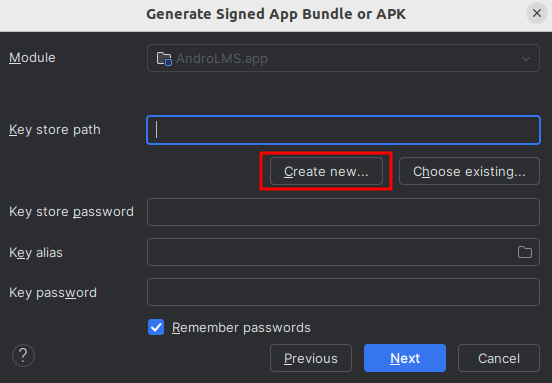 Generate Signed App Bundle or APK
Module
AndroLMS.app
Key store path
Create new...
Choose existing...
Key store password
Key alias
Key password
Remember passwords
?
Previous
Next
Cancel